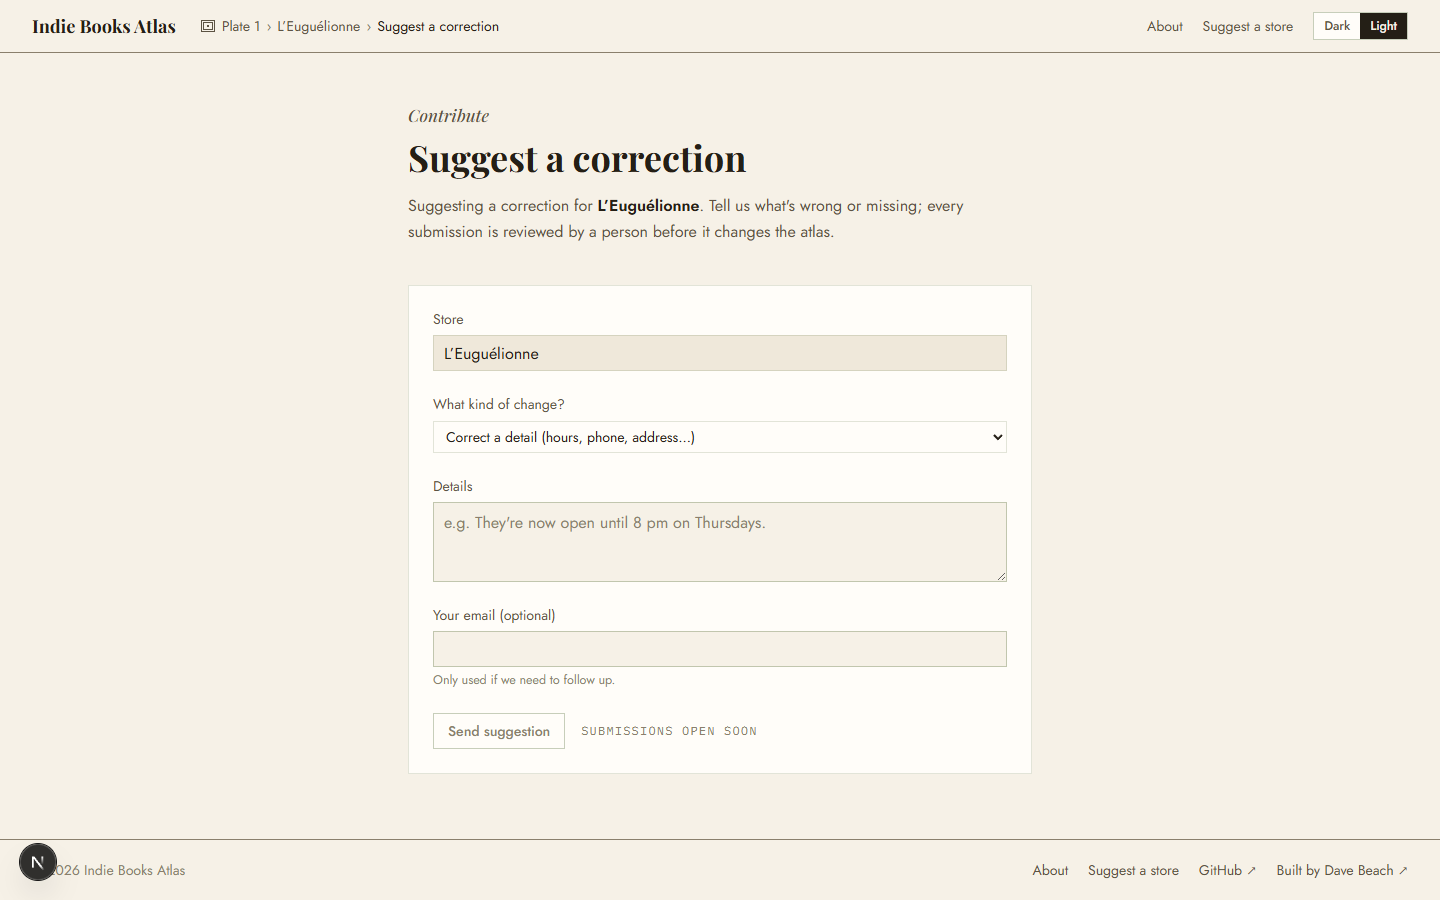 Indie Books Atlas
Plate 1 › L’Euguélionne › Suggest a correction
About
Suggest a store
Dark
Light
Contribute
Suggest a correction
Suggesting a correction for L’Euguélionne. Tell us what's wrong or missing; every
submission is reviewed by a person before it changes the atlas.
Store
L’Euguélionne
What kind of change?
Correct a detail (hours, phone, address…)
Details
e.g. They're now open until 8 pm on Thursdays.
Your email (optional)
Only used if we need to follow up.
Send suggestion
SUBMISSIONS OPEN SOON
N
026 Indie Books Atlas
About
Suggest a store
GitHub ↗
Built by Dave Beach ↗